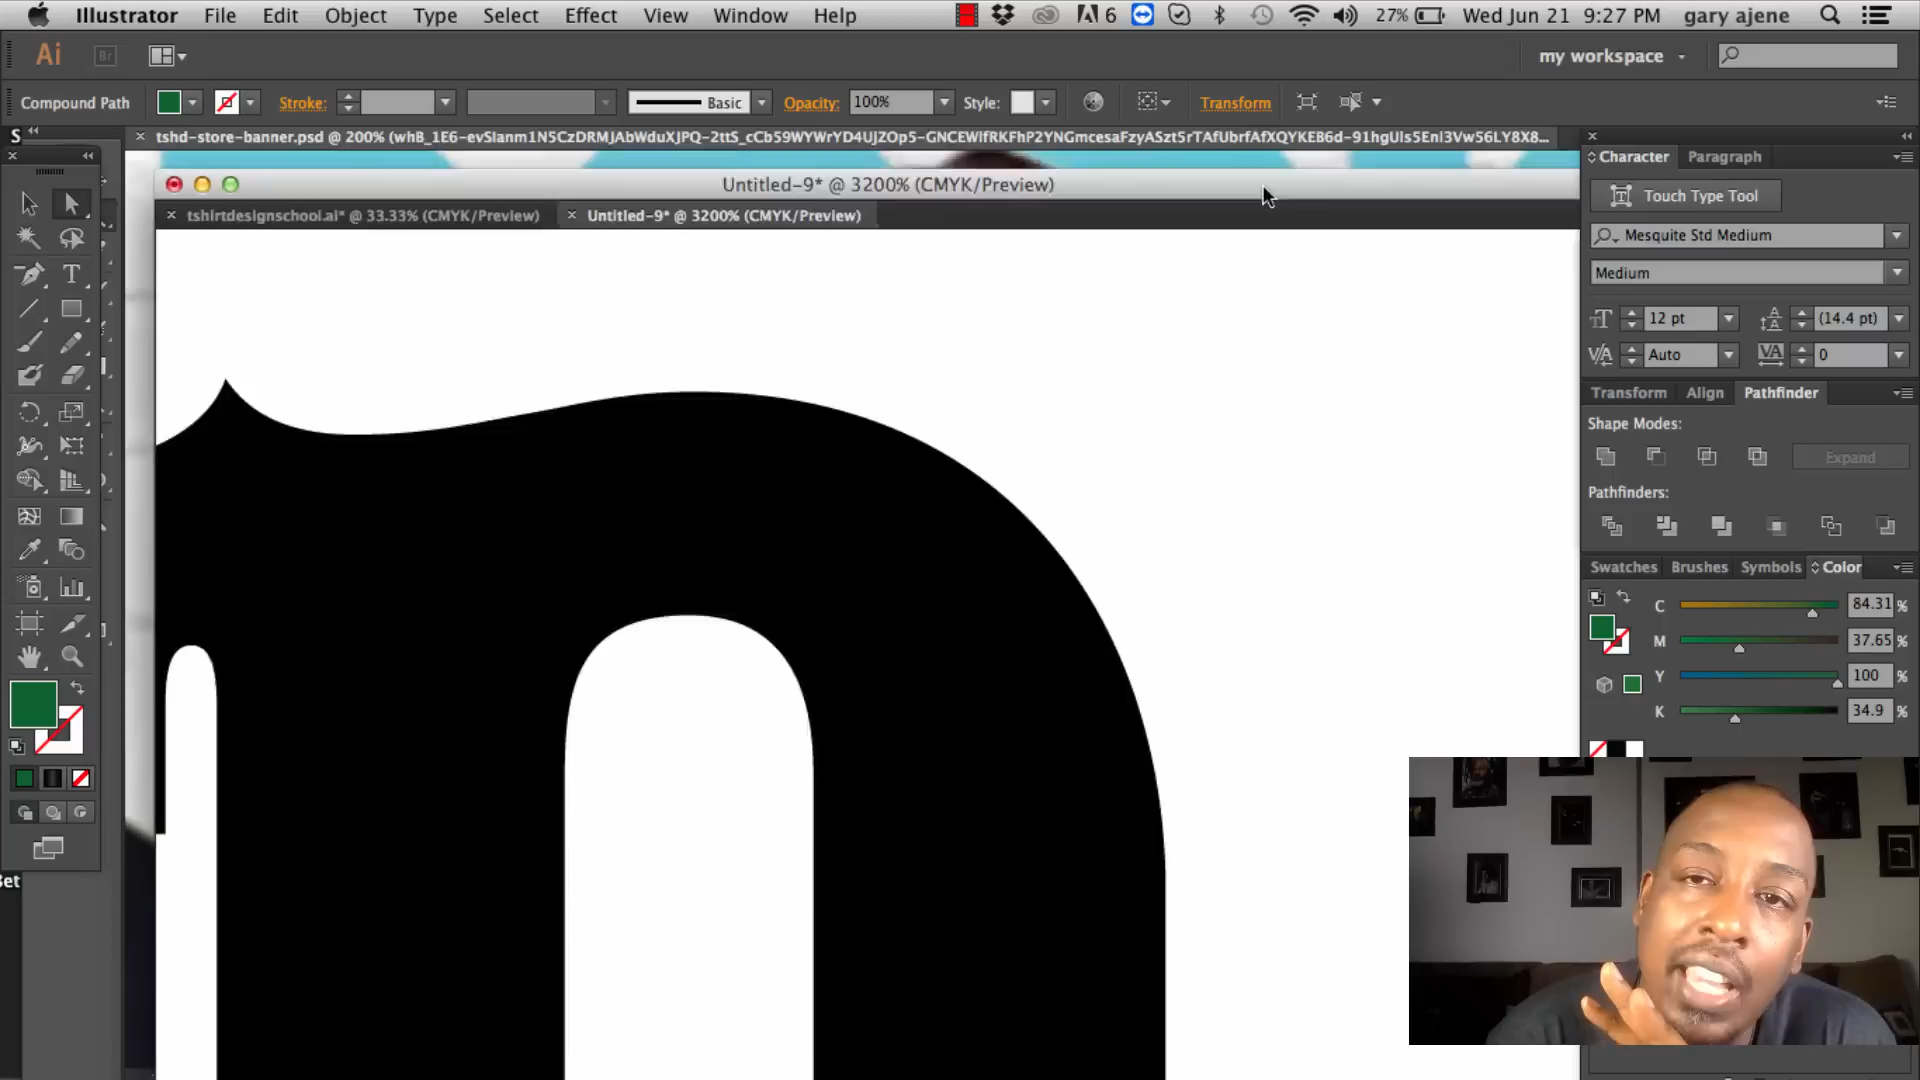 Illustrator File Edit Object Type Select Effect View Window Help 6 27% Wed Jun 21 9:27 PM gary ajene
Ai Br my workspace
Compound Path Stroke: Basic Opacity: 100% Style: Transform
S
tshd-store-banner.psd @ 200%
Untitled-9* @ 3200% (CMYK/Preview)
tshirtdesignschool.ai* @ 33.33% (CMYK/Preview) Untitled-9* @ 3200% (CMYK/Preview)
Character Paragraph
Touch Type Tool
Mesquite Std Medium
Medium
12 pt (14.4 pt)
Auto 0
Transform Align Pathfinder
Shape Modes:
Expand
Pathfinders:
Swatches Brushes Symbols Color
C 84.31 %
M 37.65 %
Y 100 %
K 34.9 %
Set